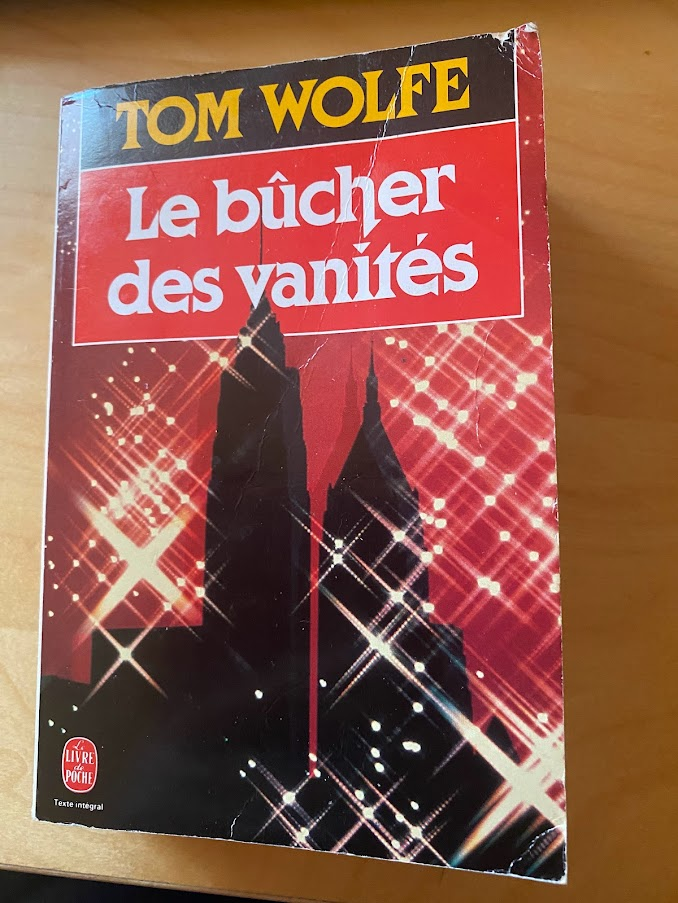 TOM WOLFE
Le bûcher
des vanités
Le
LIVRE
de
POCHE
Texte intégral